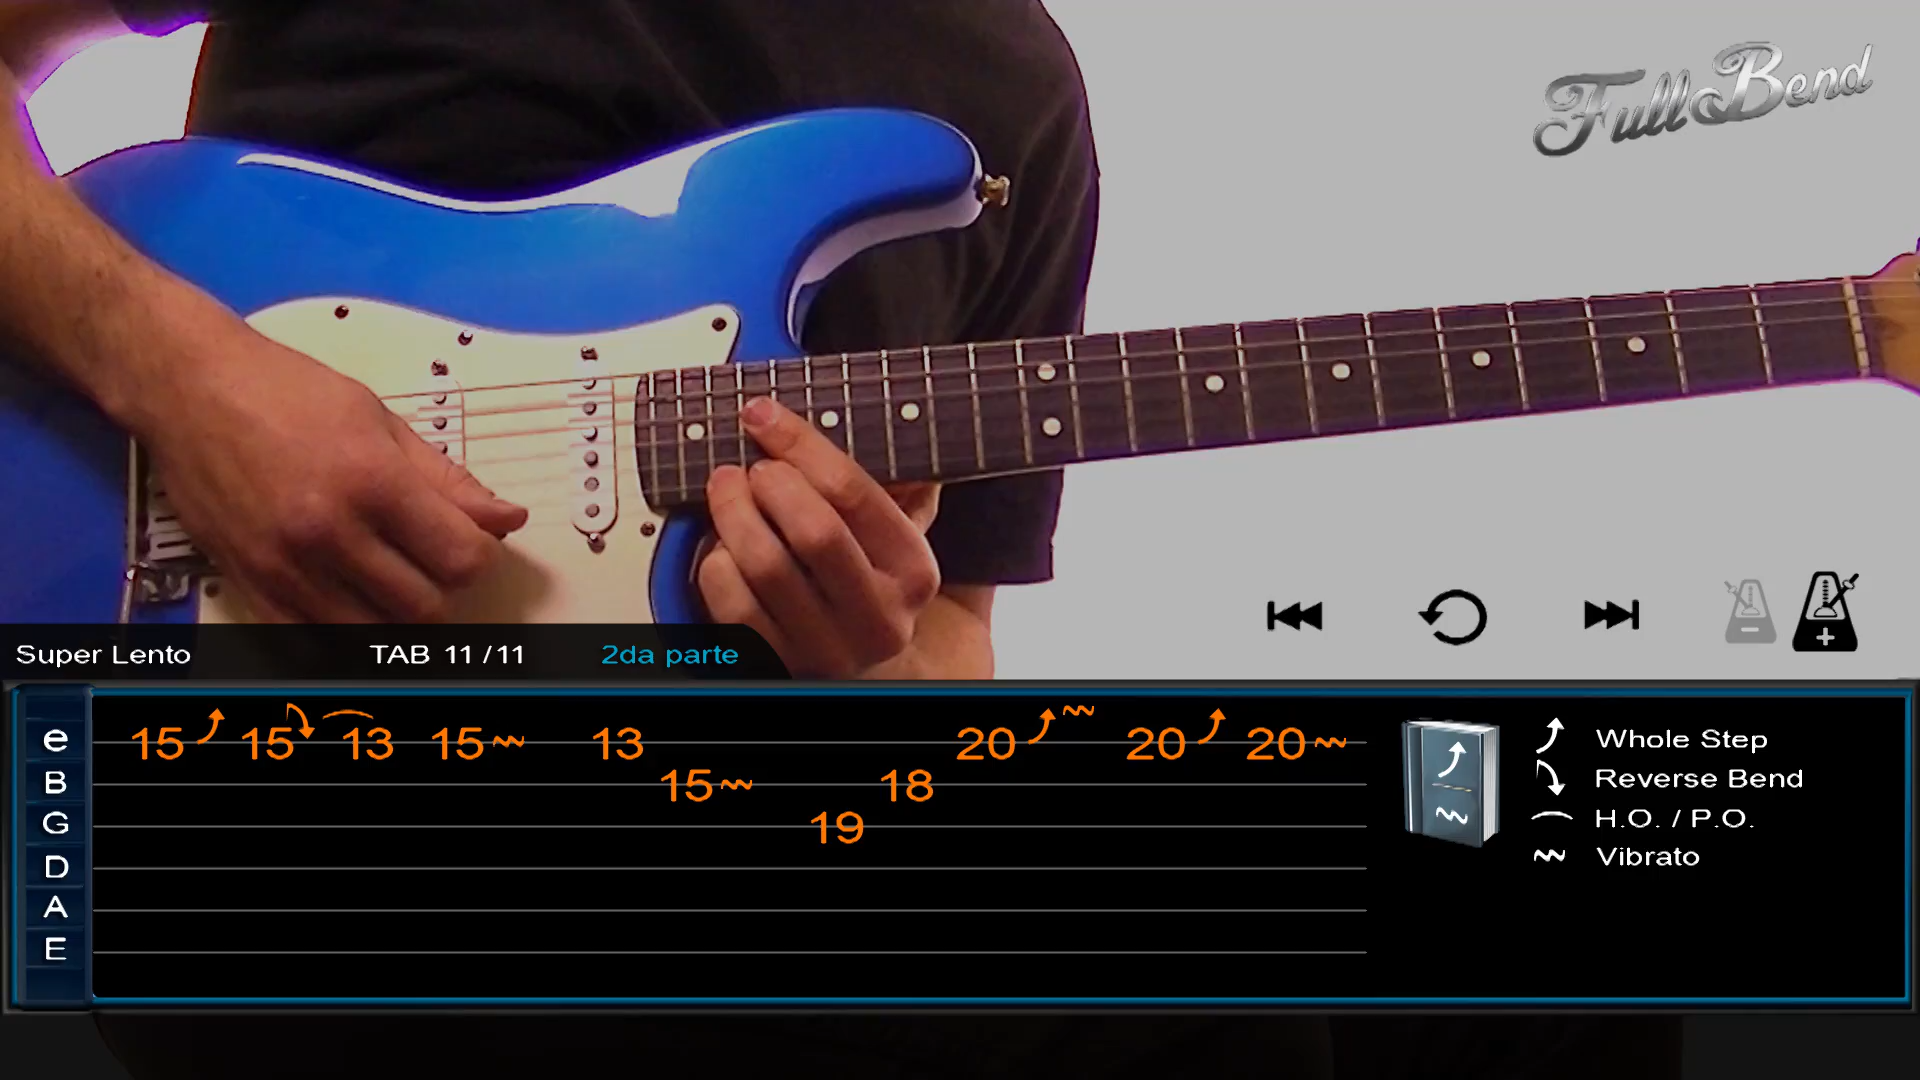 FullBend
Super Lento TAB 11/11 2da parte
e 15 15 13 15 13 20 20 20
B 15 18
G 19
D
A
E
Whole Step
Reverse Bend
H.O. / P.O.
Vibrato
- +